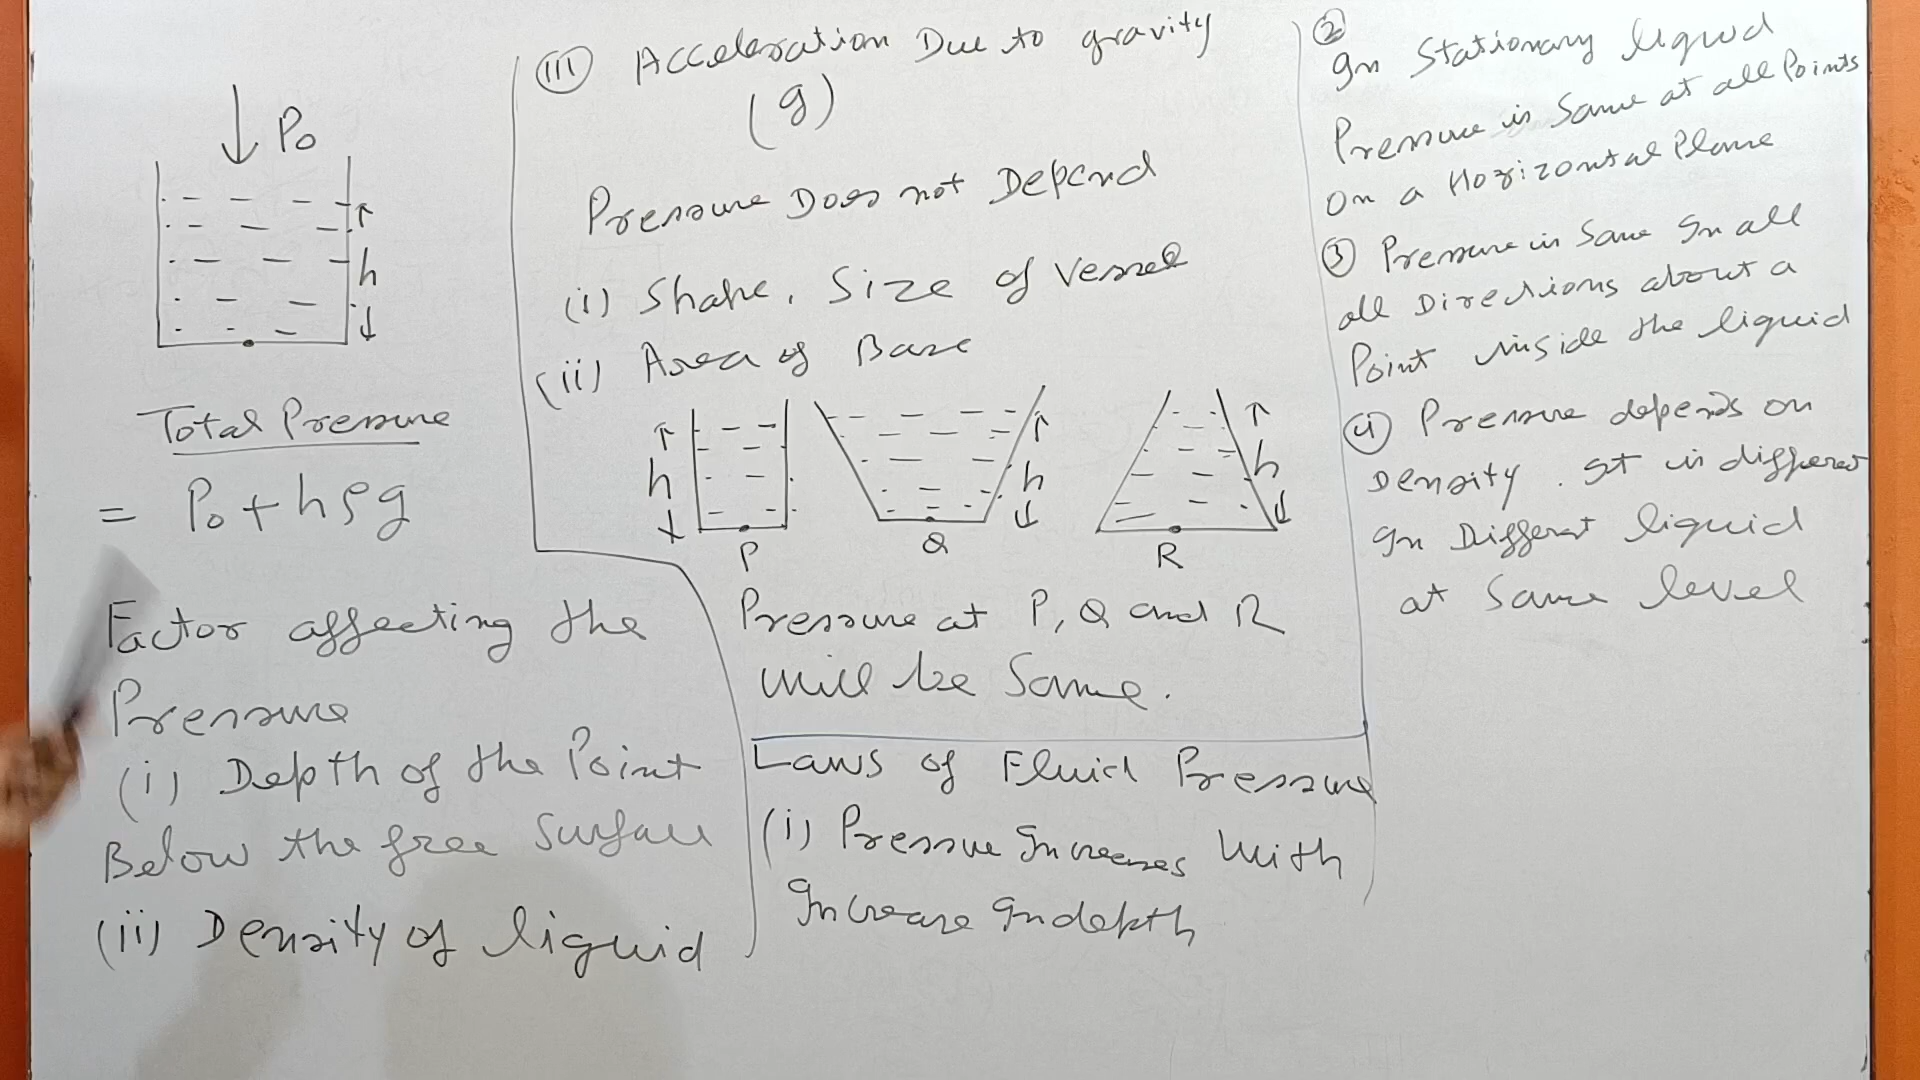 P₀
h
Total Pressure
= P₀ + hρg
Factor affecting the
Pressure
(i) Depth of the Point
Below the free Surface
(ii) Density of liquid
(iii) Acceleration Due to gravity
(g)
Pressure Does not Depend
(i) Shape, Size of Vessel
(ii) Area of Base
h h h
P Q R
Pressure at P, Q and R
will be Same.
Laws of Fluid Pressure
(i) Pressure Increases With
Increase In depth
②
In Stationary liquid
Pressure is Same at all Points
on a Horizontal Plane
③ Pressure is Same In all
all Directions about a
Point inside the liquid
④ Pressure depends on
Density. It is different
In Different liquid
at Same level